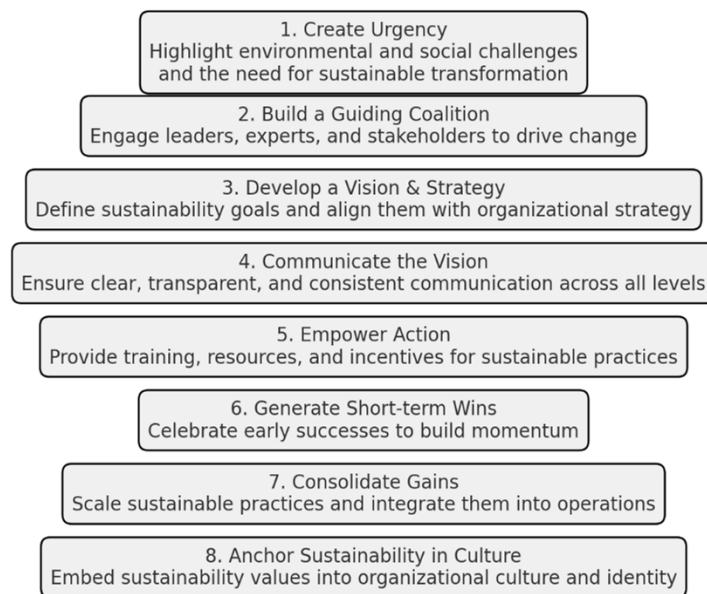 1. Create Urgency
Highlight environmental and social challenges
and the need for sustainable transformation
2. Build a Guiding Coalition
Engage leaders, experts, and stakeholders to drive change
3. Develop a Vision & Strategy
Define sustainability goals and align them with organizational strategy
4. Communicate the Vision
Ensure clear, transparent, and consistent communication across all levels
5. Empower Action
Provide training, resources, and incentives for sustainable practices
6. Generate Short-term Wins
Celebrate early successes to build momentum
7. Consolidate Gains
Scale sustainable practices and integrate them into operations
8. Anchor Sustainability in Culture
Embed sustainability values into organizational culture and identity